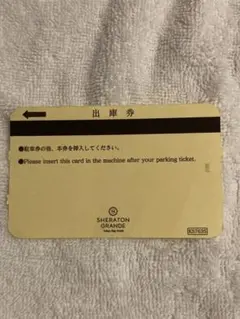 出庫券
●駐車券の後、本券を挿入してください。
●Please insert this card in the machine after your parking ticket.
SHERATON
GRANDE